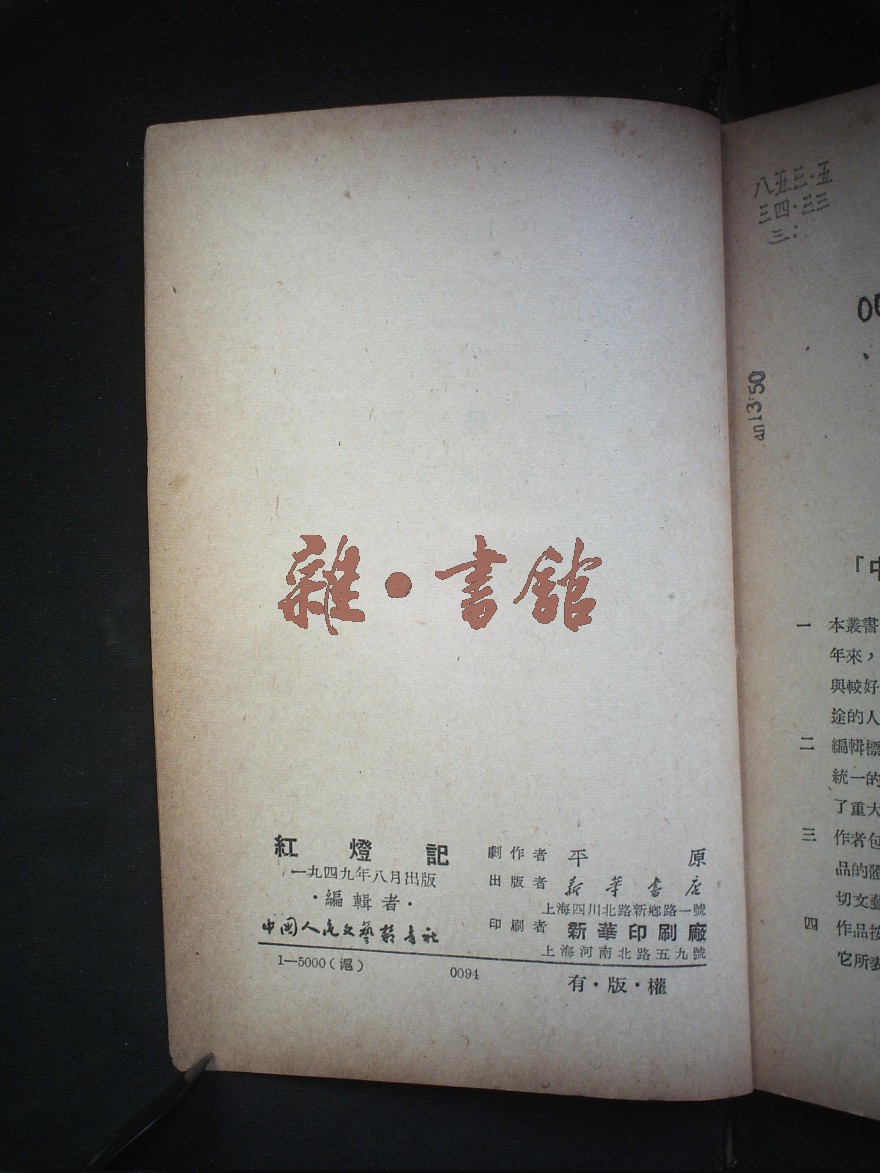 雜·書館
紅燈記
一九四九年八月出版
·編輯者·
中國人民文藝叢書社
劇作者 平原
出版者 新華書店
上海四川北路新鄉路一號
印刷者 新華印刷廠
上海河南北路五九號
1—5000(滬)
0094
有·版·權
八五三·五
三四·三三
三:
an13'50
「中
一 本叢書
年來，
與較好
途的人
二 編輯標
統一的
了重大
三 作者包
品的體
切文藝
四 作品按
它所表